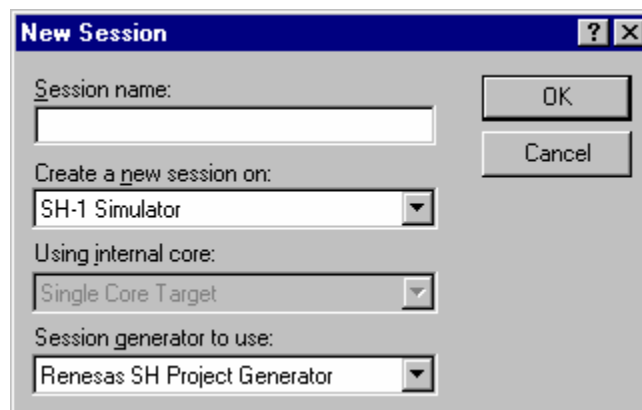 New Session
Session name:
OK
Cancel
Create a new session on:
SH-1 Simulator
Using internal core:
Single Core Target
Session generator to use:
Renesas SH Project Generator